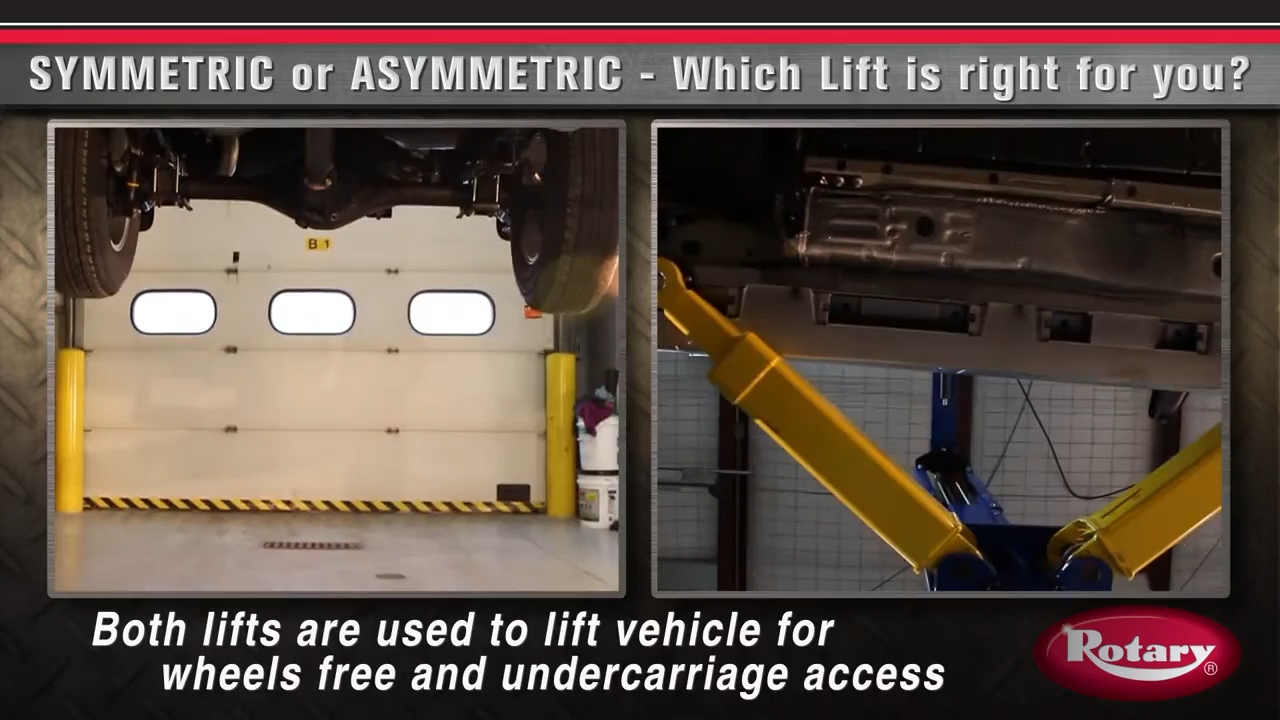 SYMMETRIC or ASYMMETRIC - Which Lift is right for you?
B 1
Both lifts are used to lift vehicle for
wheels free and undercarriage access
Rotary®